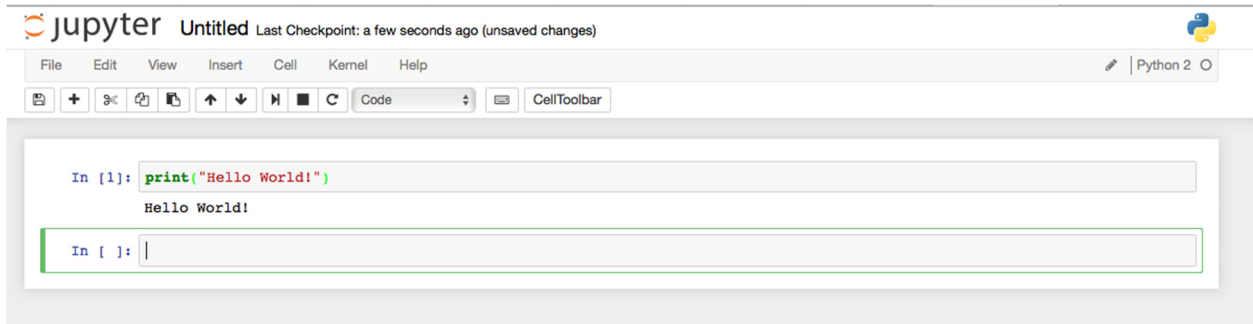 jupyter Untitled Last Checkpoint: a few seconds ago (unsaved changes)
File Edit View Insert Cell Kernel Help Python 2
Code CellToolbar
In [1]: print("Hello World!")
Hello World!
In [ ]: